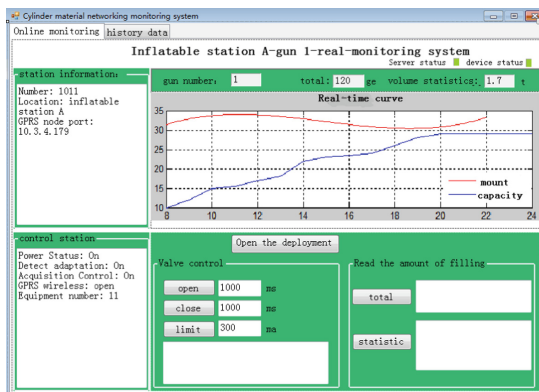 Cylinder material networking monitoring system
Online monitoring history data
Inflatable station A-gun 1-real-monitoring system
Server status device status
station information:
Number: 1011
Location: inflatable
station A
GPRS node port:
10.3.4.179
gun number: 1 total: 120 ge volume statistics: 1.7 t
Real-time curve
35
30
25
20
15
10
8 10 12 14 16 18 20 22 24
mount
capacity
control station
Power Status: On
Detect adaptation: On
Acquisition Control: On
GPRS wireless: open
Equipment number: 11
Open the deployment
Valve control
open 1000 ms
close 1000 ms
limit 300 ma
Read the amount of filling
total
statistic